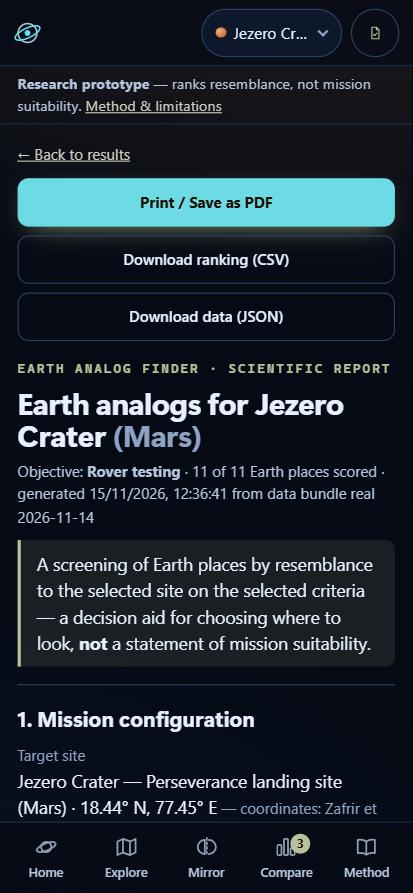 Jezero Cr...
Research prototype — ranks resemblance, not mission
suitability. Method & limitations
← Back to results
Print / Save as PDF
Download ranking (CSV)
Download data (JSON)
EARTH ANALOG FINDER · SCIENTIFIC REPORT
Earth analogs for Jezero
Crater (Mars)
Objective: Rover testing · 11 of 11 Earth places scored ·
generated 15/11/2026, 12:36:41 from data bundle real
2026-11-14
A screening of Earth places by resemblance
to the selected site on the selected criteria
— a decision aid for choosing where to
look, not a statement of mission suitability.
1. Mission configuration
Target site
Jezero Crater — Perseverance landing site
(Mars) · 18.44° N, 77.45° E — coordinates: Zafrir et
3
Home Explore Mirror Compare Method